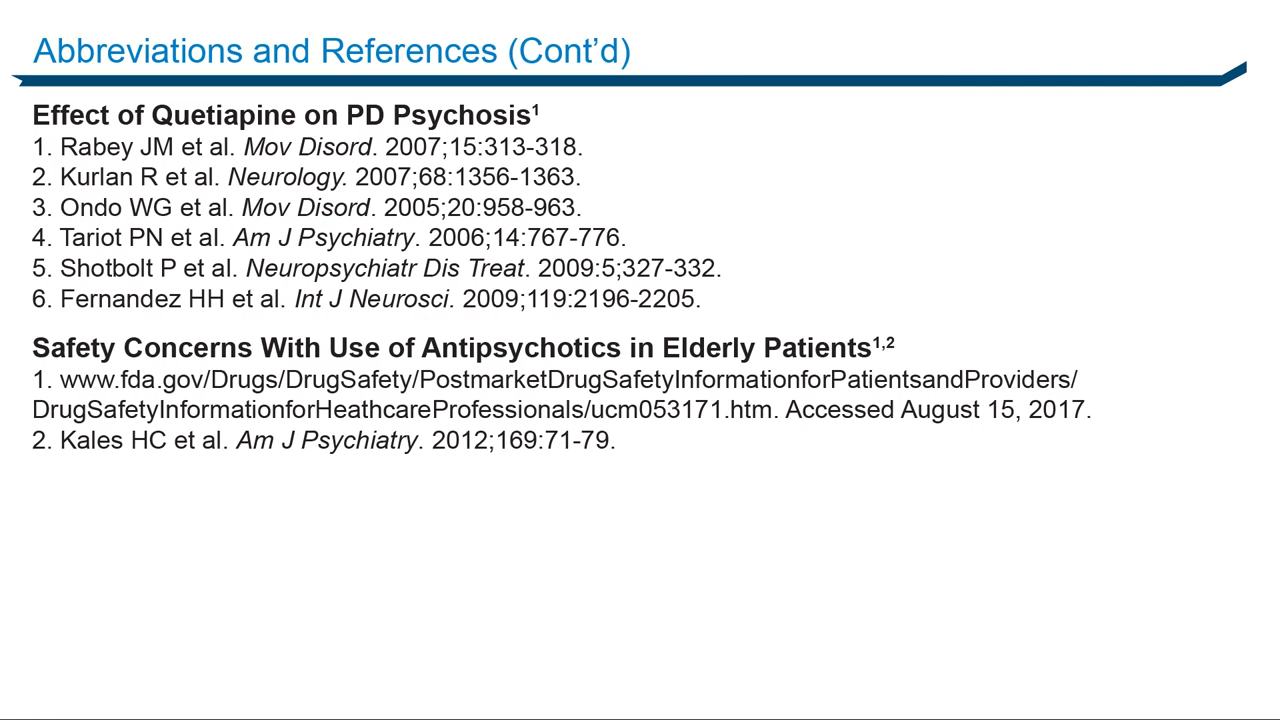 Abbreviations and References (Cont’d)
Effect of Quetiapine on PD Psychosis¹
1. Rabey JM et al. Mov Disord. 2007;15:313-318.
2. Kurlan R et al. Neurology. 2007;68:1356-1363.
3. Ondo WG et al. Mov Disord. 2005;20:958-963.
4. Tariot PN et al. Am J Psychiatry. 2006;14:767-776.
5. Shotbolt P et al. Neuropsychiatr Dis Treat. 2009:5;327-332.
6. Fernandez HH et al. Int J Neurosci. 2009;119:2196-2205.
Safety Concerns With Use of Antipsychotics in Elderly Patients¹,²
1. www.fda.gov/Drugs/DrugSafety/PostmarketDrugSafetyInformationforPatientsandProviders/
DrugSafetyInformationforHeathcareProfessionals/ucm053171.htm. Accessed August 15, 2017.
2. Kales HC et al. Am J Psychiatry. 2012;169:71-79.